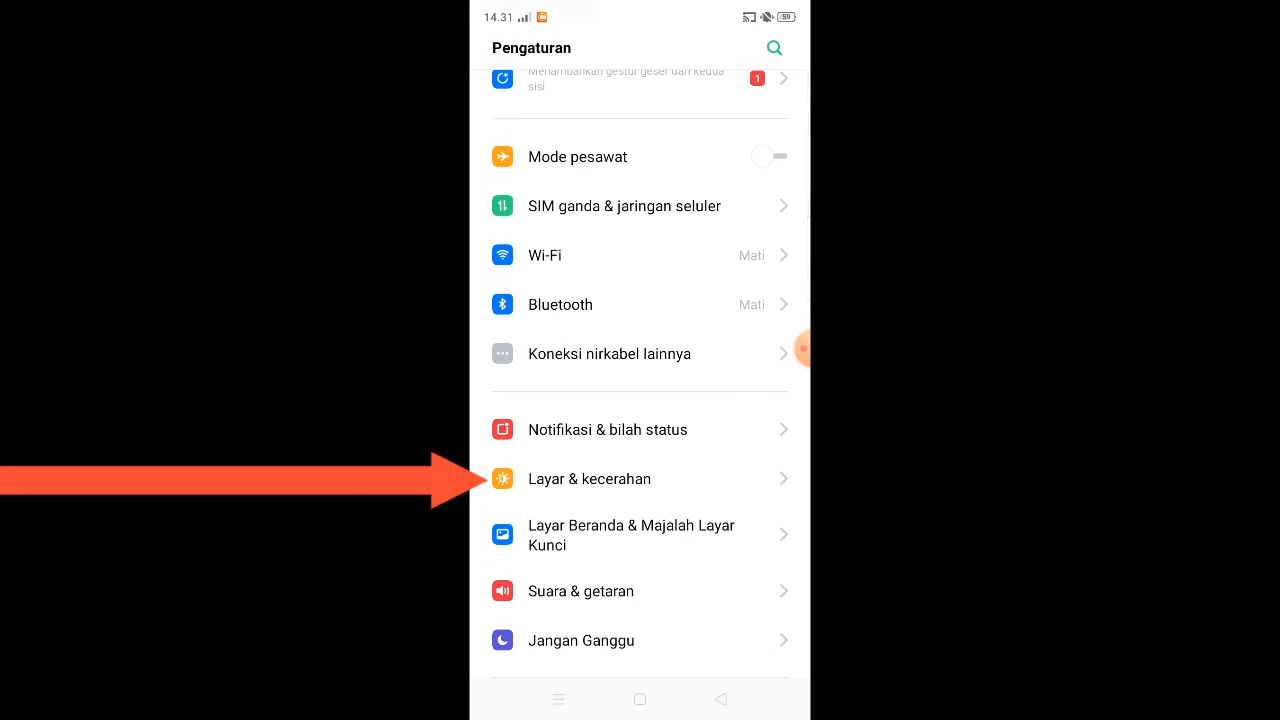 14.31
59
Pengaturan
Menambahkan gestur geser dari kedua
sisi
1
Mode pesawat
SIM ganda & jaringan seluler
Wi-Fi
Mati
Bluetooth
Mati
Koneksi nirkabel lainnya
Notifikasi & bilah status
Layar & kecerahan
Layar Beranda & Majalah Layar
Kunci
Suara & getaran
Jangan Ganggu